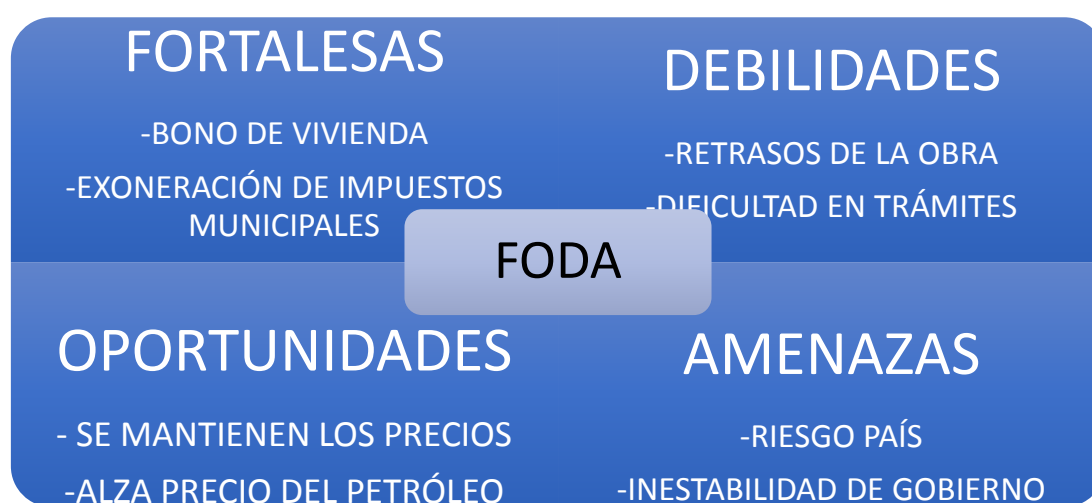 FORTALESAS
-BONO DE VIVIENDA
-EXONERACIÓN DE IMPUESTOS
MUNICIPALES
DEBILIDADES
-RETRASOS DE LA OBRA
-DIFICULTAD EN TRÁMITES
FODA
OPORTUNIDADES
- SE MANTIENEN LOS PRECIOS
-ALZA PRECIO DEL PETRÓLEO
AMENAZAS
-RIESGO PAÍS
-INESTABILIDAD DE GOBIERNO